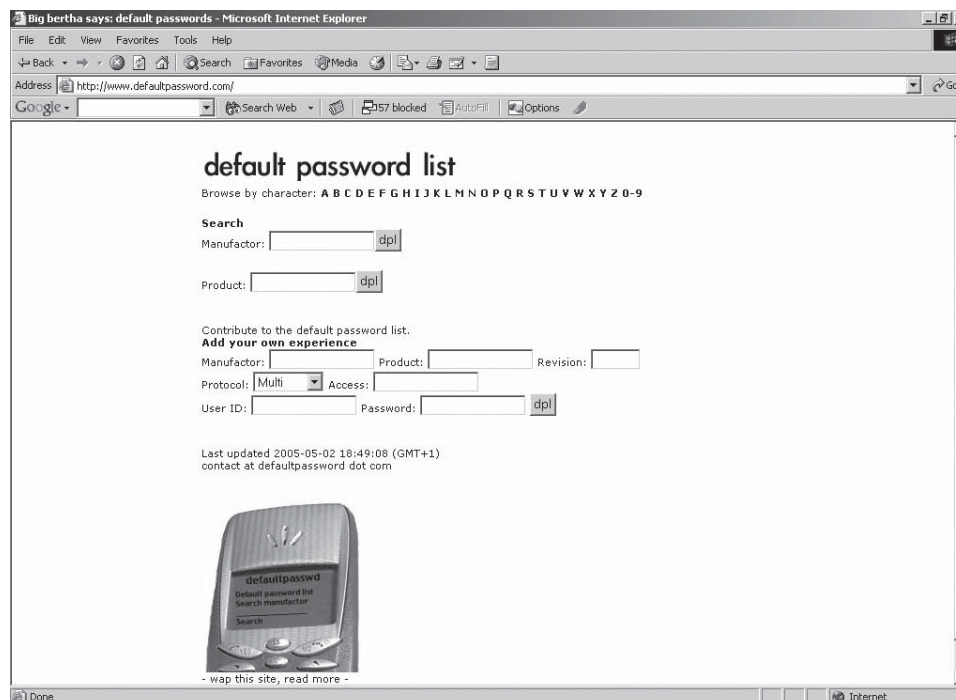 Big bertha says: default passwords - Microsoft Internet Explorer
File Edit View Favorites Tools Help
Back Search Favorites Media
Address http://www.defaultpassword.com/ Go
Google Search Web 57 blocked AutoFill Options
default password list
Browse by character: A B C D E F G H I J K L M N O P Q R S T U V W X Y Z 0-9
Search
Manufactor: dpl
Product: dpl
Contribute to the default password list.
Add your own experience
Manufactor: Product: Revision:
Protocol: Multi Access:
User ID: Password: dpl
Last updated 2005-05-02 18:49:08 (GMT+1)
contact at defaultpassword dot com
defaultpasswd
Default password list
Search manufactor
Search
YES NO
- wap this site, read more -
Done Internet